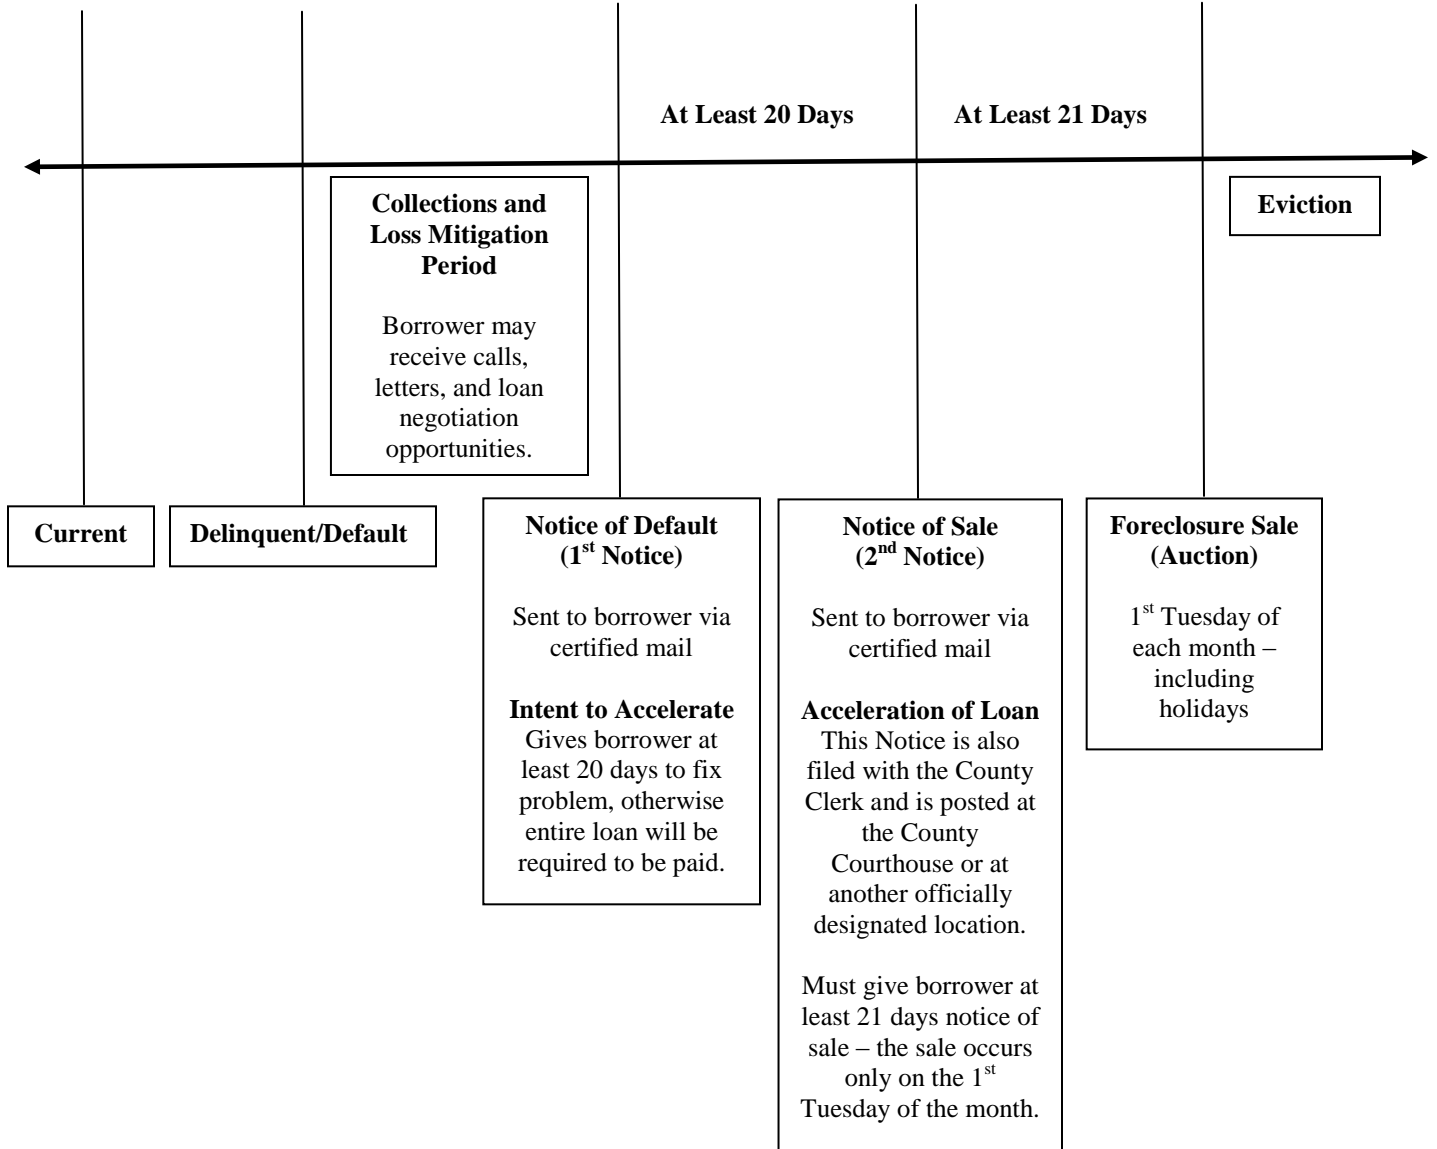 At Least 20 Days
At Least 21 Days
Collections and
Loss Mitigation
Period
Borrower may
receive calls,
letters, and loan
negotiation
opportunities.
Eviction
Current
Delinquent/Default
Notice of Default
(1st Notice)
Sent to borrower via
certified mail
Intent to Accelerate
Gives borrower at
least 20 days to fix
problem, otherwise
entire loan will be
required to be paid.
Notice of Sale
(2nd Notice)
Sent to borrower via
certified mail
Acceleration of Loan
This Notice is also
filed with the County
Clerk and is posted at
the County
Courthouse or at
another officially
designated location.
Must give borrower at
least 21 days notice of
sale – the sale occurs
only on the 1st
Tuesday of the month.
Foreclosure Sale
(Auction)
1st Tuesday of
each month –
including
holidays